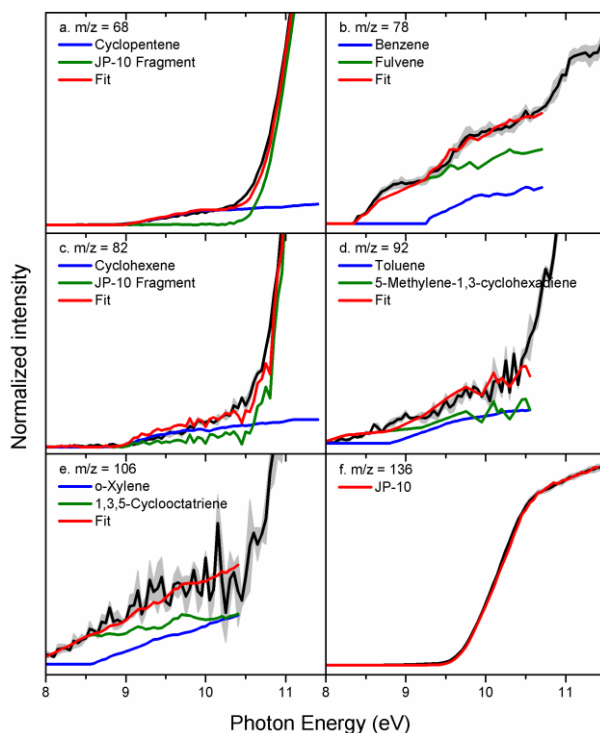 a. m/z = 68
Cyclopentene
JP-10 Fragment
Fit
b. m/z = 78
Benzene
Fulvene
Fit
c. m/z = 82
Cyclohexene
JP-10 Fragment
Fit
d. m/z = 92
Toluene
5-Methylene-1,3-cyclohexadiene
Fit
e. m/z = 106
o-Xylene
1,3,5-Cyclooctatriene
Fit
f. m/z = 136
JP-10
Normalized intensity
8 9 10 11 8 9 10 11
Photon Energy (eV)